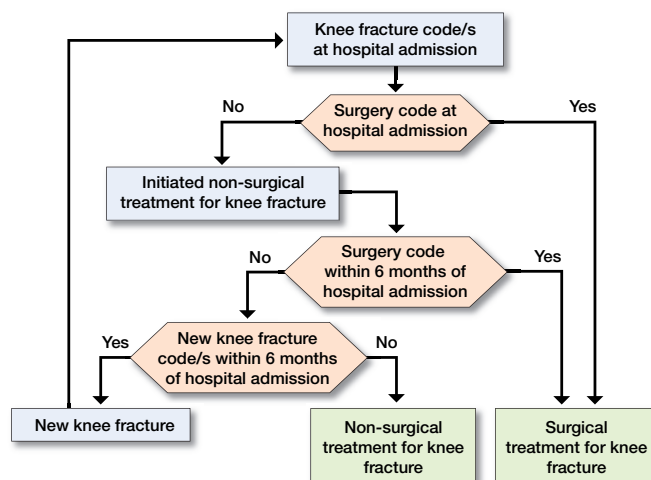 Knee fracture code/s
at hospital admission
No
Surgery code at
hospital admission
Yes
Initiated non-surgical
treatment for knee fracture
No
Surgery code
within 6 months of
hospital admission
Yes
Yes
New knee fracture
code/s within 6 months
of hospital admission
No
New knee fracture
Non-surgical
treatment for knee
fracture
Surgical
treatment for knee
fracture